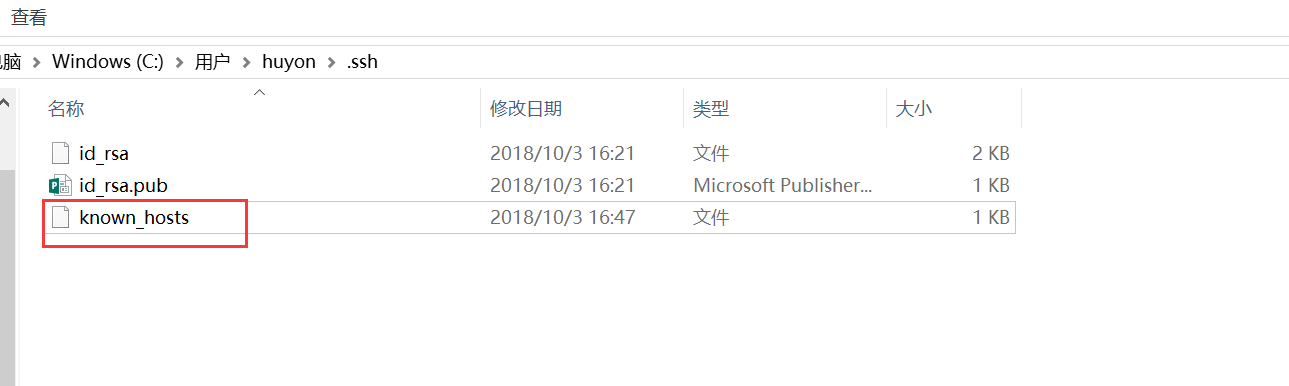 查看
脑 > Windows (C:) > 用户 > huyon > .ssh
名称 修改日期 类型 大小
id_rsa 2018/10/3 16:21 文件 2 KB
id_rsa.pub 2018/10/3 16:21 Microsoft Publisher... 1 KB
known_hosts 2018/10/3 16:47 文件 1 KB